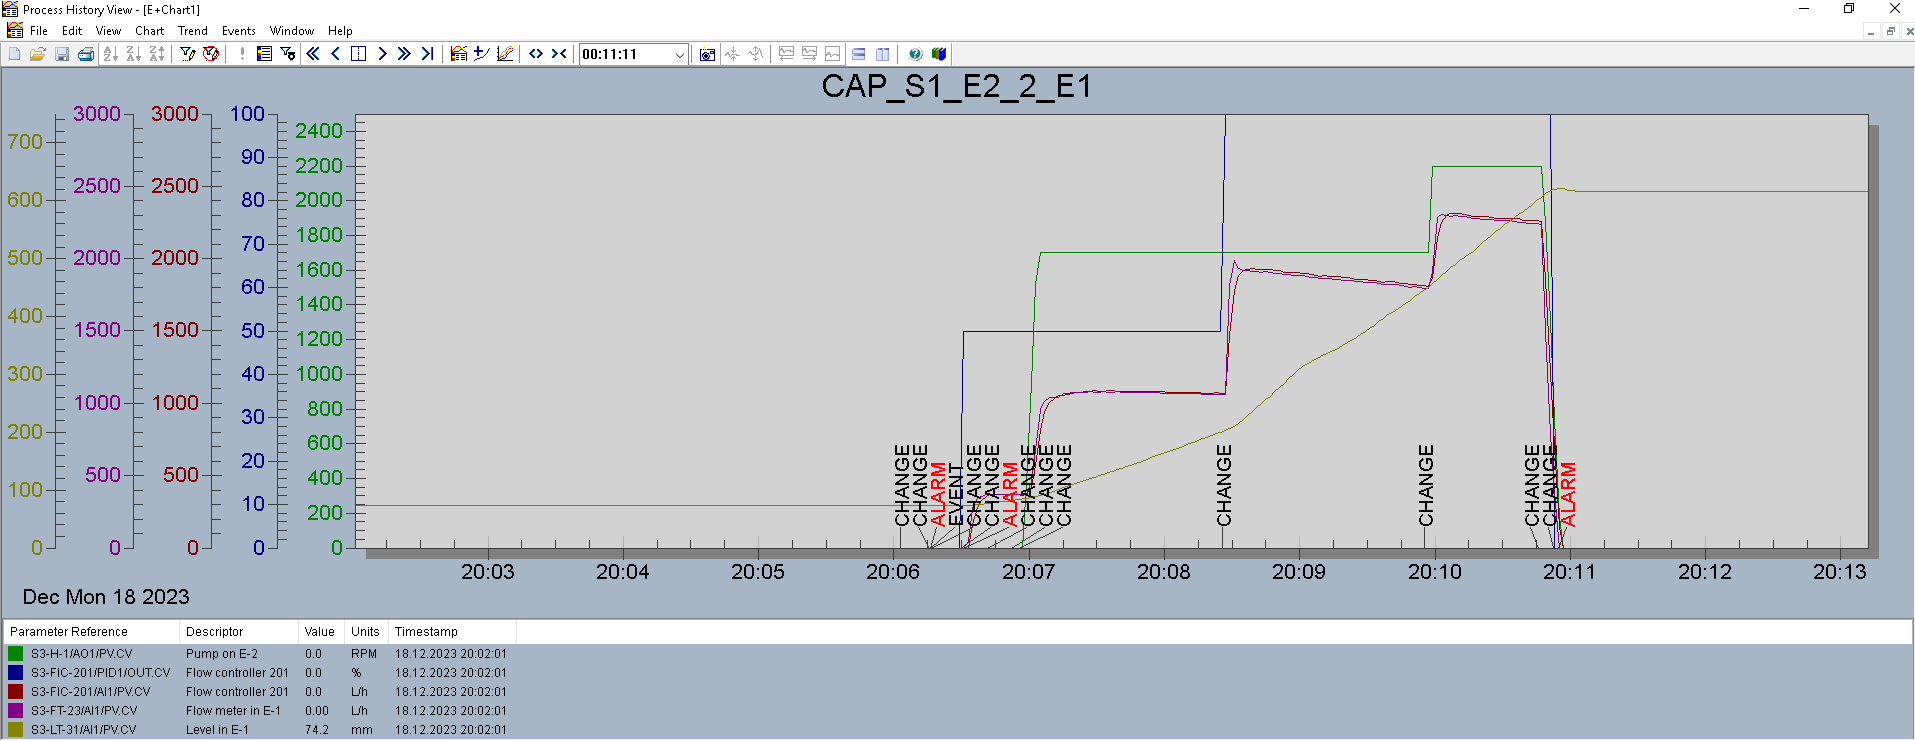 Process History View - [E+Chart1]
File Edit View Chart Trend Events Window Help
00:11:11
CAP_S1_E2_2_E1
700
600
500
400
300
200
100
0
3000
2500
2000
1500
1000
500
0
3000
2500
2000
1500
1000
500
0
100
90
80
70
60
50
40
30
20
10
0
2400
2200
2000
1800
1600
1400
1200
1000
800
600
400
200
0
CHANGE
CHANGE
ALARM
EVENT
CHANGE
CHANGE
ALARM
CHANGE
CHANGE
CHANGE
CHANGE
CHANGE
CHANGE
CHANGE
ALARM
20:03 20:04 20:05 20:06 20:07 20:08 20:09 20:10 20:11 20:12 20:13
Dec Mon 18 2023
Parameter Reference Descriptor Value Units Timestamp
S3-H-1/AO1/PV.CV Pump on E-2 0.0 RPM 18.12.2023 20:02:01
S3-FIC-201/PID1/OUT.CV Flow controller 201 0.0 % 18.12.2023 20:02:01
S3-FIC-201/AI1/PV.CV Flow controller 201 0.0 L/h 18.12.2023 20:02:01
S3-FT-23/AI1/PV.CV Flow meter in E-1 0.00 L/h 18.12.2023 20:02:01
S3-LT-31/AI1/PV.CV Level in E-1 74.2 mm 18.12.2023 20:02:01